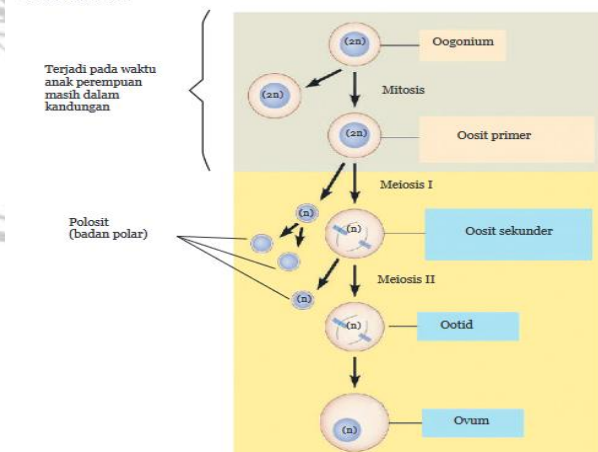 (2n)
Oogonium
Terjadi pada waktu
anak perempuan
masih dalam
kandungan
(2n)
Mitosis
(2n)
Oosit primer
Meiosis I
(n)
Polosit
(badan polar)
(n)
Oosit sekunder
Meiosis II
(n)
(n)
Ootid
(n)
Ovum